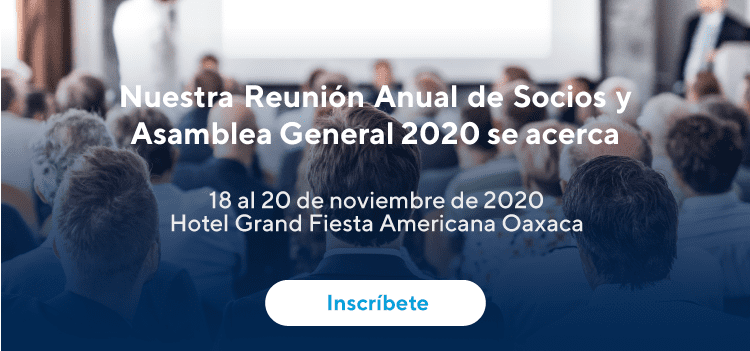 Nuestra Reunión Anual de Socios y
Asamblea General 2020 se acerca
18 al 20 de noviembre de 2020
Hotel Grand Fiesta Americana Oaxaca
Inscríbete